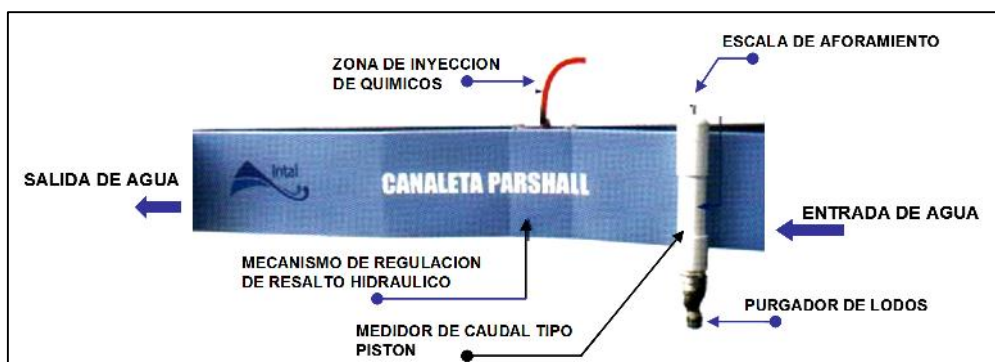 ESCALA DE AFORAMIENTO
ZONA DE INYECCION
DE QUIMICOS
Intal
CANALETA PARSHALL
SALIDA DE AGUA
ENTRADA DE AGUA
MECANISMO DE REGULACION
DE RESALTO HIDRAULICO
PURGADOR DE LODOS
MEDIDOR DE CAUDAL TIPO
PISTON